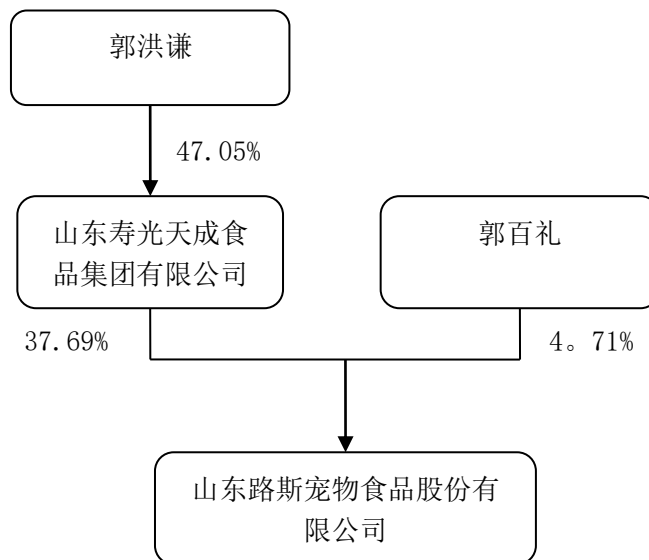 郭洪谦
47.05%
山东寿光天成食
品集团有限公司
郭百礼
37.69%
4。71%
山东路斯宠物食品股份有
限公司